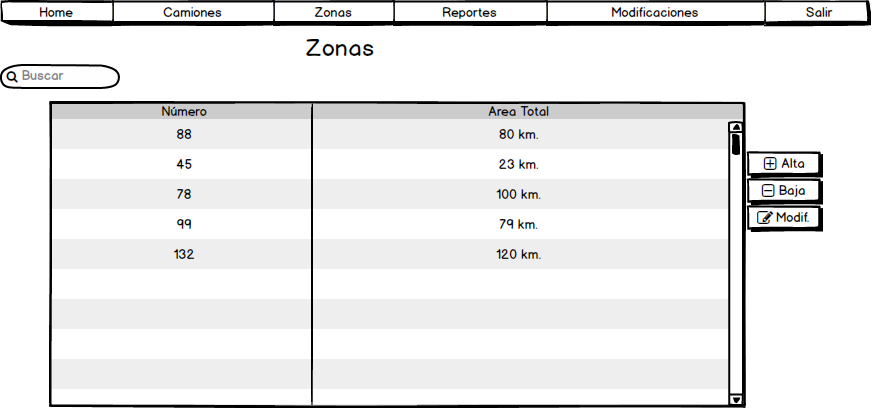 Home Camiones Zonas Reportes Modificaciones Salir
Zonas
Buscar
Número Area Total
88 80 km.
45 23 km.
78 100 km.
99 79 km.
132 120 km.
Alta
Baja
Modif.